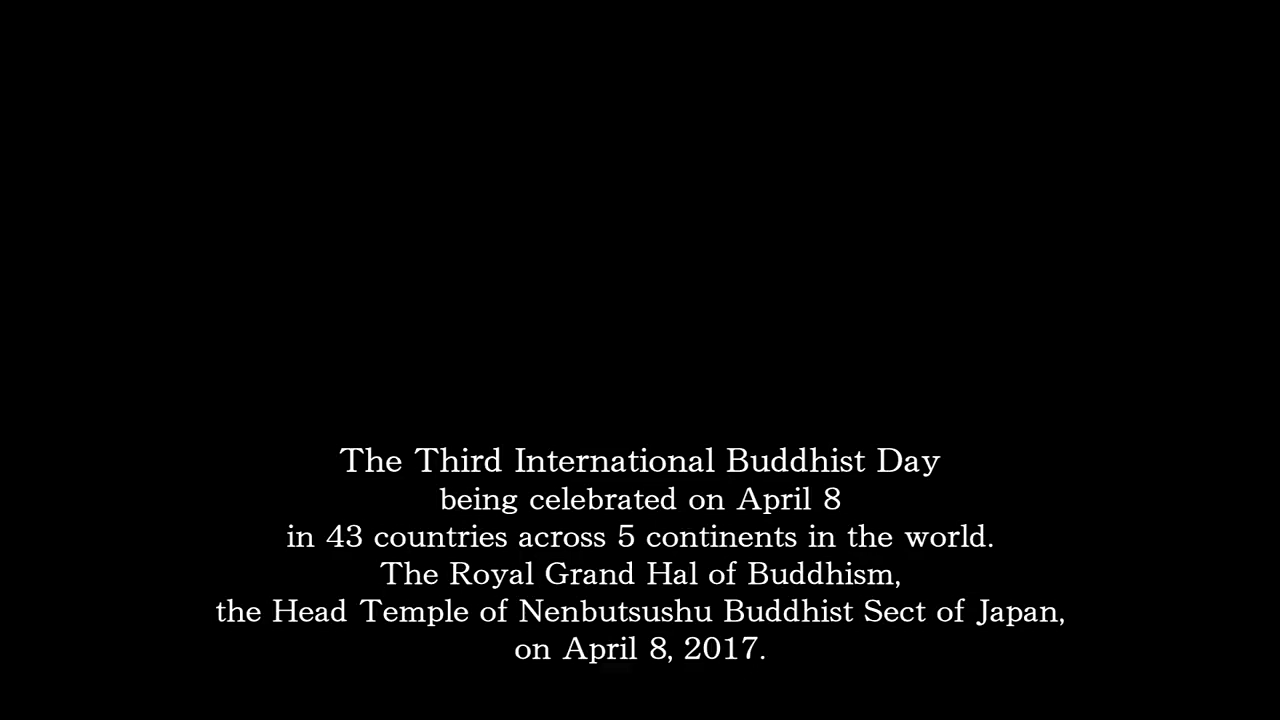 The Third International Buddhist Day
being celebrated on April 8
in 43 countries across 5 continents in the world.
The Royal Grand Hal of Buddhism,
the Head Temple of Nenbutsushu Buddhist Sect of Japan,
on April 8, 2017.